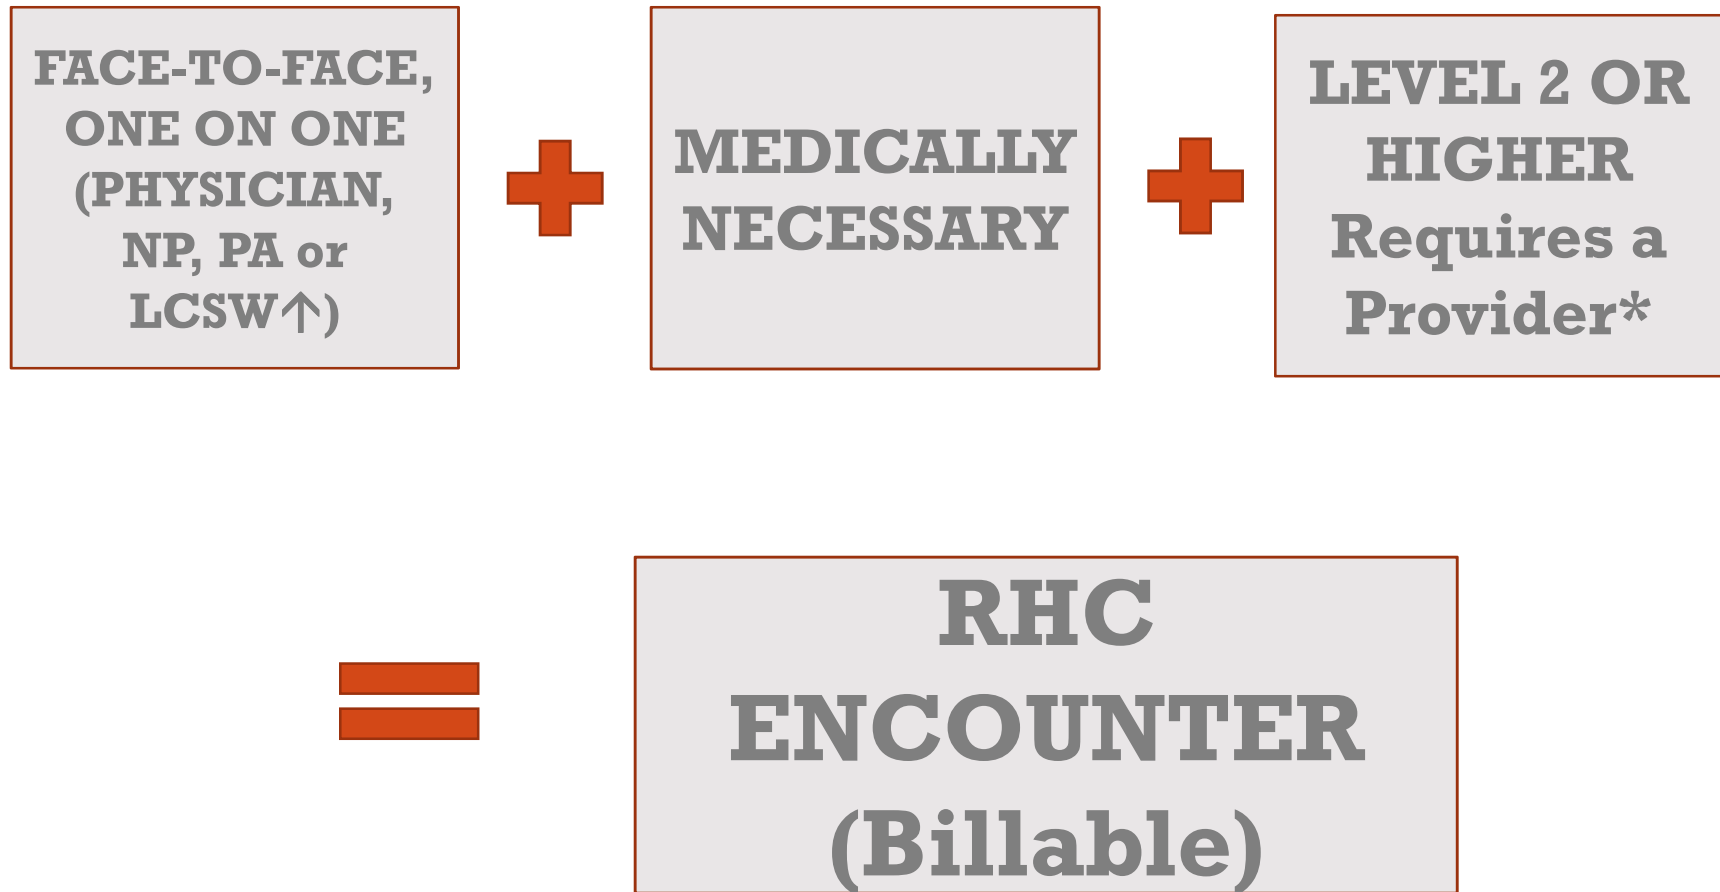 FACE-TO-FACE,
ONE ON ONE
(PHYSICIAN,
NP, PA or
LCSW↑)
MEDICALLY
NECESSARY
LEVEL 2 OR
HIGHER
Requires a
Provider*
RHC
ENCOUNTER
(Billable)